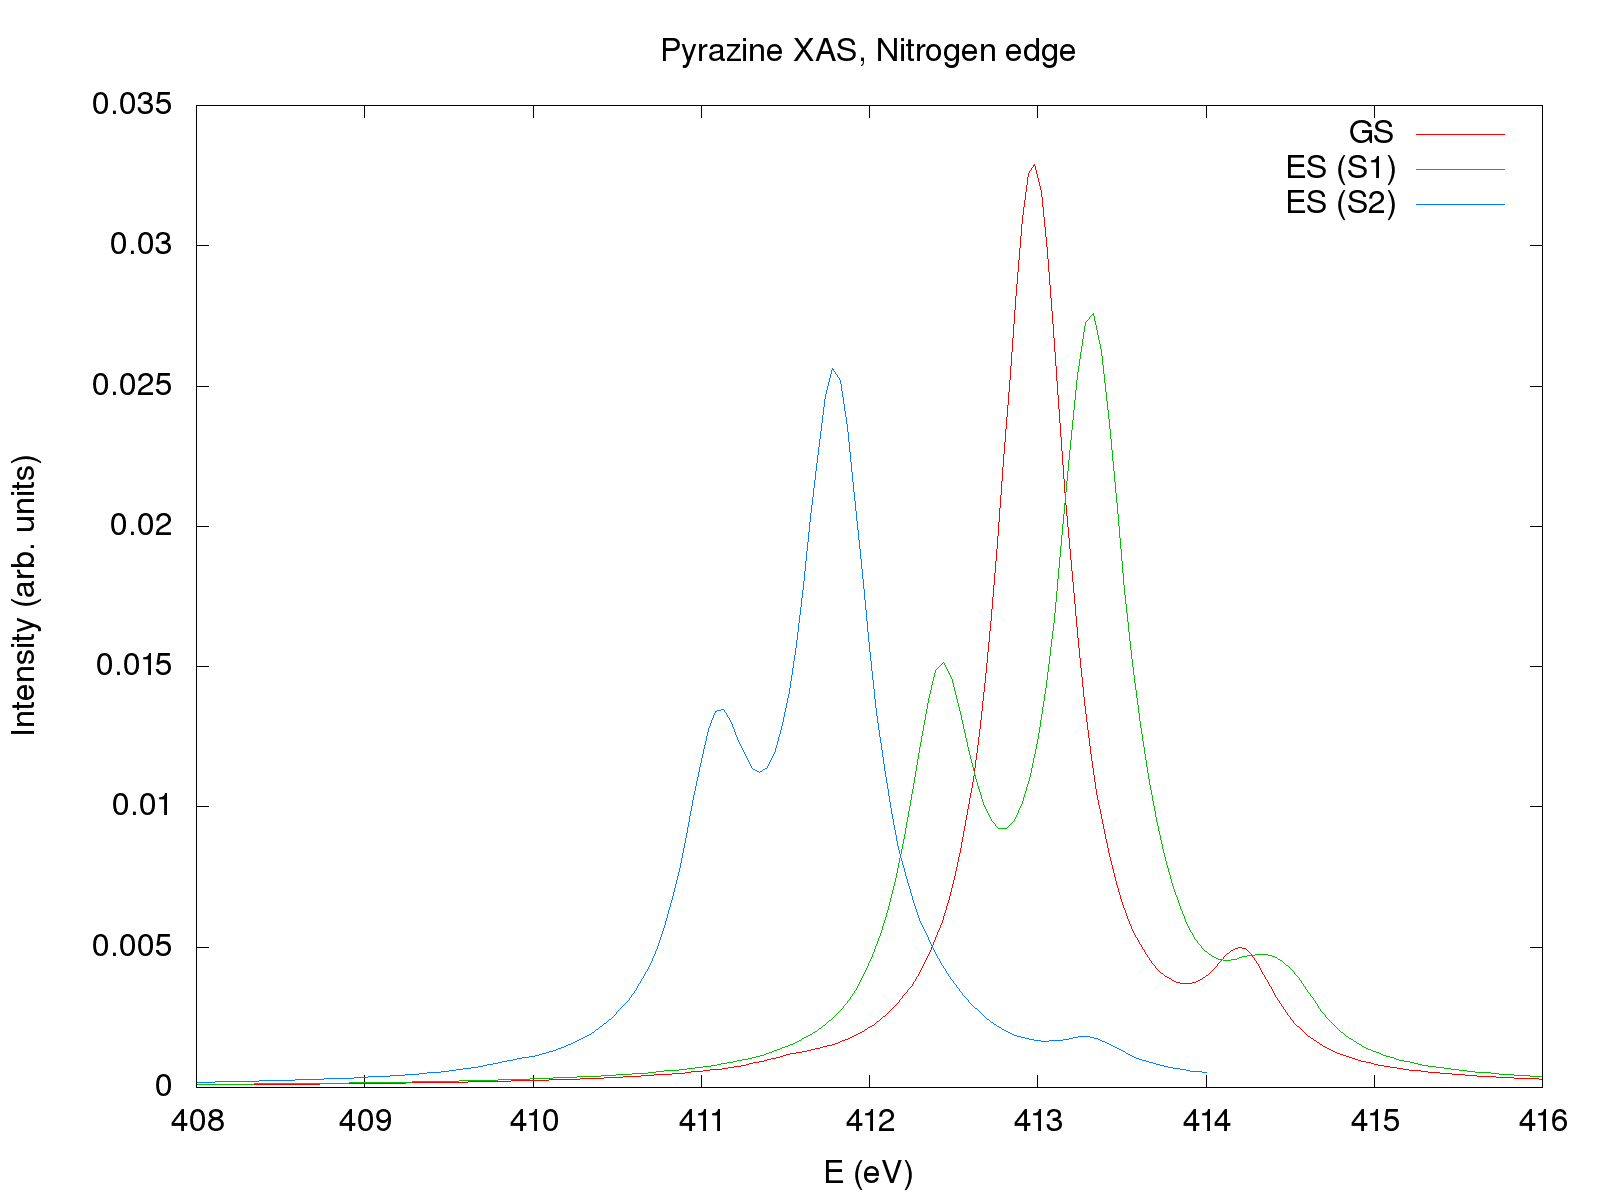 Pyrazine XAS, Nitrogen edge
GS
ES (S1)
ES (S2)
0.035
0.03
0.025
0.02
0.015
0.01
0.005
0
Intensity (arb. units)
408 409 410 411 412 413 414 415 416
E (eV)